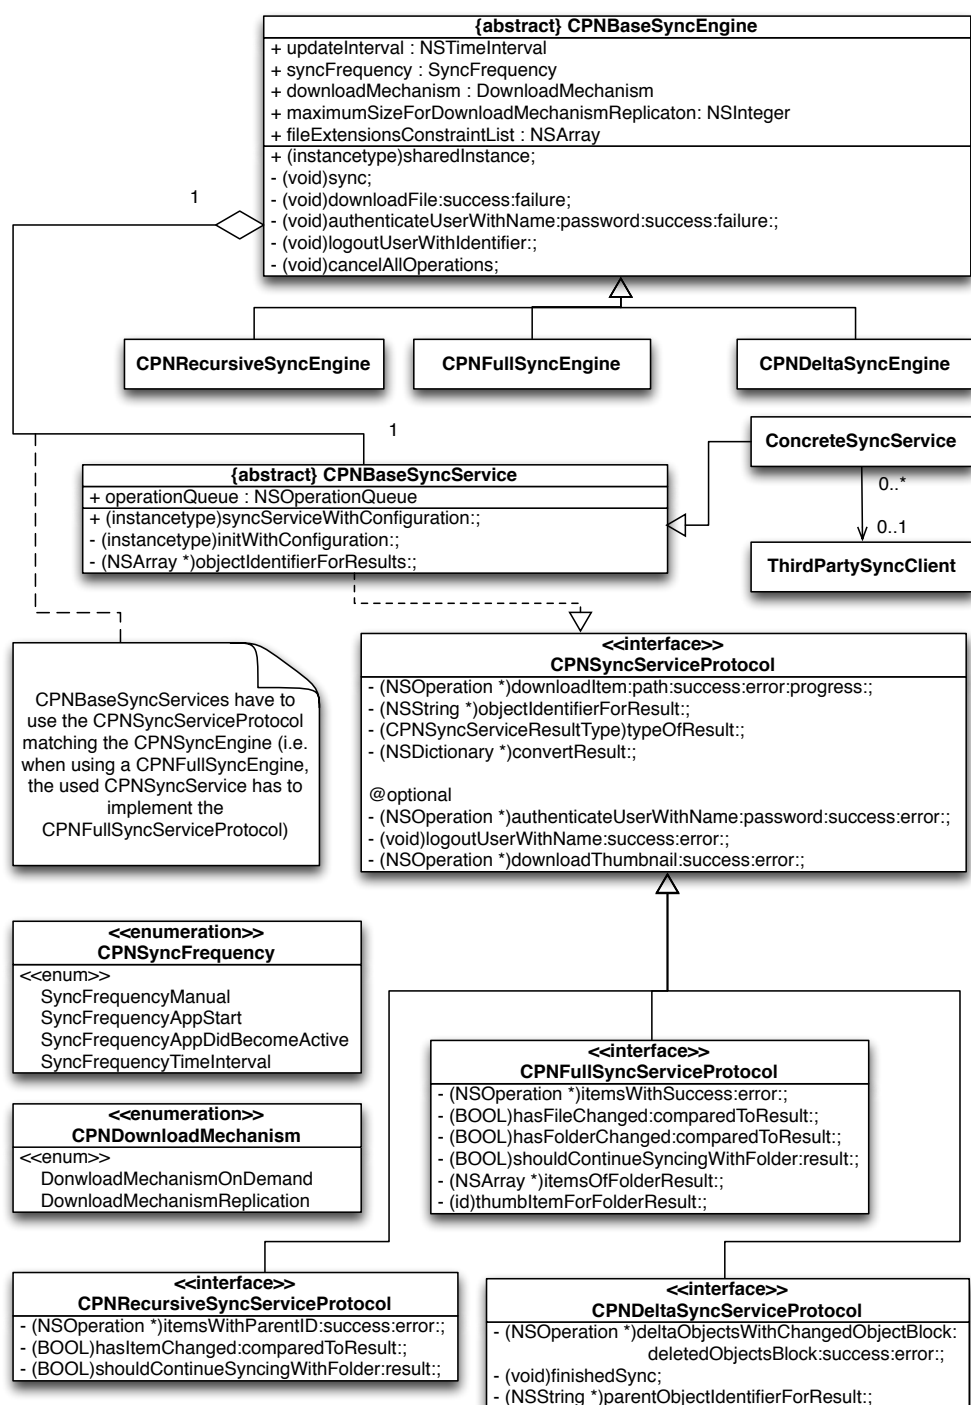 {abstract} CPNBaseSyncEngine
+ updateInterval : NSTimeInterval
+ syncFrequency : SyncFrequency
+ downloadMechanism : DownloadMechanism
+ maximumSizeForDownloadMechanismReplicaton: NSInteger
+ fileExtensionsConstraintList : NSArray
+ (instancetype)sharedInstance;
- (void)sync;
- (void)downloadFile:success:failure;
- (void)authenticateUserWithName:password:success:failure:;
- (void)logoutUserWithIdentifier:;
- (void)cancelAllOperations;
1
CPNRecursiveSyncEngine
CPNFullSyncEngine
CPNDeltaSyncEngine
1
ConcreteSyncService
{abstract} CPNBaseSyncService
+ operationQueue : NSOperationQueue
+ (instancetype)syncServiceWithConfiguration:;
- (instancetype)initWithConfiguration:;
- (NSArray *)objectIdentifierForResults:;
0..*
0..1
ThirdPartySyncClient
CPNBaseSyncServices have to
use the CPNSyncServiceProtocol
matching the CPNSyncEngine (i.e.
when using a CPNFullSyncEngine,
the used CPNSyncService has to
implement the
CPNFullSyncServiceProtocol)
<<interface>>
CPNSyncServiceProtocol
- (NSOperation *)downloadItem:path:success:error:progress:;
- (NSString *)objectIdentifierForResult:;
- (CPNSyncServiceResultType)typeOfResult:;
- (NSDictionary *)convertResult:;
@optional
- (NSOperation *)authenticateUserWithName:password:success:error:;
- (void)logoutUserWithName:success:error:;
- (NSOperation *)downloadThumbnail:success:error:;
<<enumeration>>
CPNSyncFrequency
<<enum>>
SyncFrequencyManual
SyncFrequencyAppStart
SyncFrequencyAppDidBecomeActive
SyncFrequencyTimeInterval
<<enumeration>>
CPNDownloadMechanism
<<enum>>
DonwloadMechanismOnDemand
DownloadMechanismReplication
<<interface>>
CPNFullSyncServiceProtocol
- (NSOperation *)itemsWithSuccess:error:;
- (BOOL)hasFileChanged:comparedToResult:;
- (BOOL)hasFolderChanged:comparedToResult:;
- (BOOL)shouldContinueSyncingWithFolder:result:;
- (NSArray *)itemsOfFolderResult:;
- (id)thumbItemForFolderResult:;
<<interface>>
CPNRecursiveSyncServiceProtocol
- (NSOperation *)itemsWithParentID:success:error:;
- (BOOL)hasItemChanged:comparedToResult:;
- (BOOL)shouldContinueSyncingWithFolder:result:;
<<interface>>
CPNDeltaSyncServiceProtocol
- (NSOperation *)deltaObjectsWithChangedObjectBlock:
deletedObjectsBlock:success:error:;
- (void)finishedSync;
- (NSString *)parentObjectIdentifierForResult:;